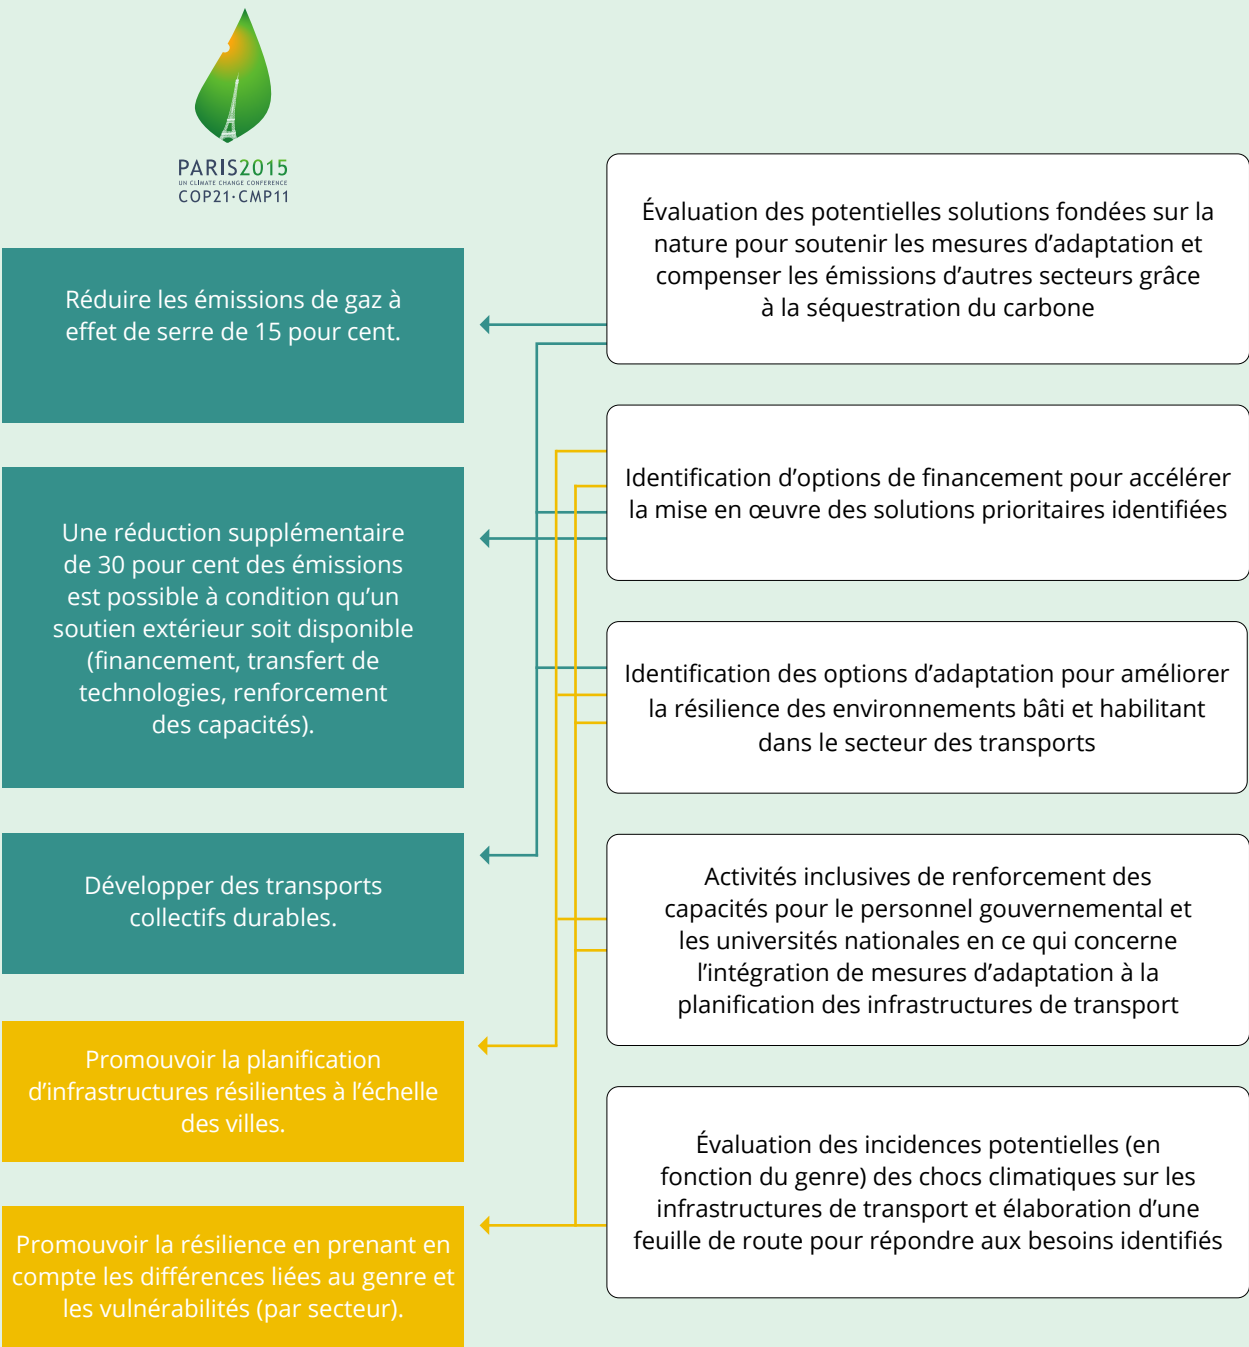 PARIS2015
UN CLIMATE CHANGE CONFERENCE
COP21·CMP11
Réduire les émissions de gaz à
effet de serre de 15 pour cent.
Une réduction supplémentaire
de 30 pour cent des émissions
est possible à condition qu’un
soutien extérieur soit disponible
(financement, transfert de
technologies, renforcement
des capacités).
Développer des transports
collectifs durables.
Promouvoir la planification
d’infrastructures résilientes à l’échelle
des villes.
Promouvoir la résilience en prenant en
compte les différences liées au genre et
les vulnérabilités (par secteur).
Évaluation des potentielles solutions fondées sur la
nature pour soutenir les mesures d’adaptation et
compenser les émissions d’autres secteurs grâce
à la séquestration du carbone
Identification d’options de financement pour accélérer
la mise en œuvre des solutions prioritaires identifiées
Identification des options d’adaptation pour améliorer
la résilience des environnements bâti et habilitant
dans le secteur des transports
Activités inclusives de renforcement des
capacités pour le personnel gouvernemental et
les universités nationales en ce qui concerne
l’intégration de mesures d’adaptation à la
planification des infrastructures de transport
Évaluation des incidences potentielles (en
fonction du genre) des chocs climatiques sur les
infrastructures de transport et élaboration d’une
feuille de route pour répondre aux besoins identifiés